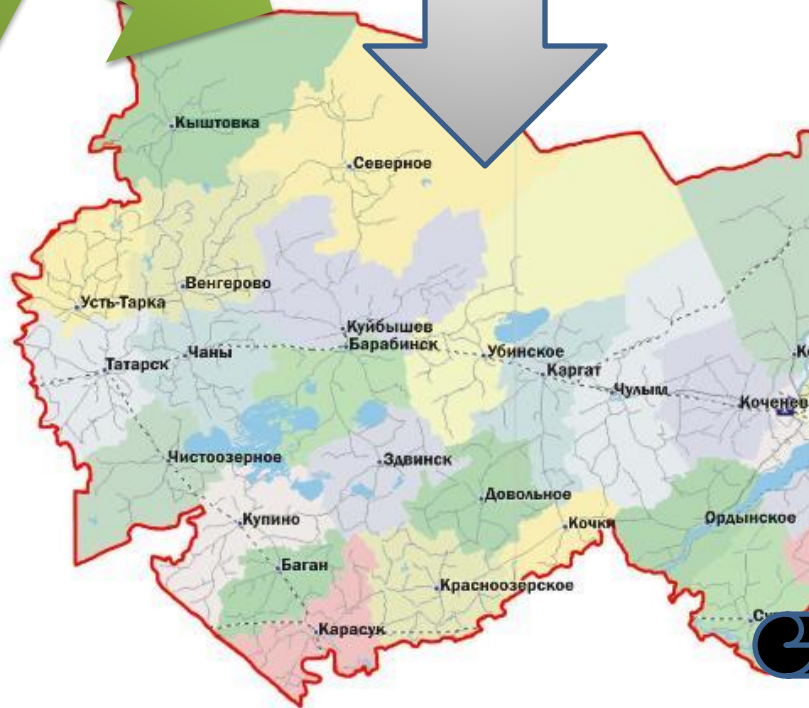 Кыштовка
Северное
Венгерово
Усть-Тарка
Куйбышев
Барабинск
Убинское
Чаны
Татарск
Каргат
Чулым
Коченев
Чистоозерное
Здвинск
Довольное
Купино
Кочки
Ордынское
Баган
Красноозерское
Карасук